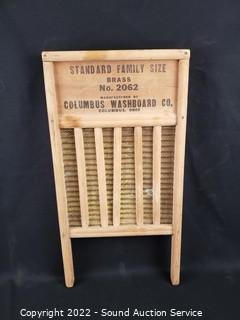 STANDARD FAMILY SIZE
BRASS
No. 2062
MANUFACTURED BY
COLUMBUS WASHBOARD CO.
COLUMBUS, OHIO
Copyright © 2022 - Sound Auction Service